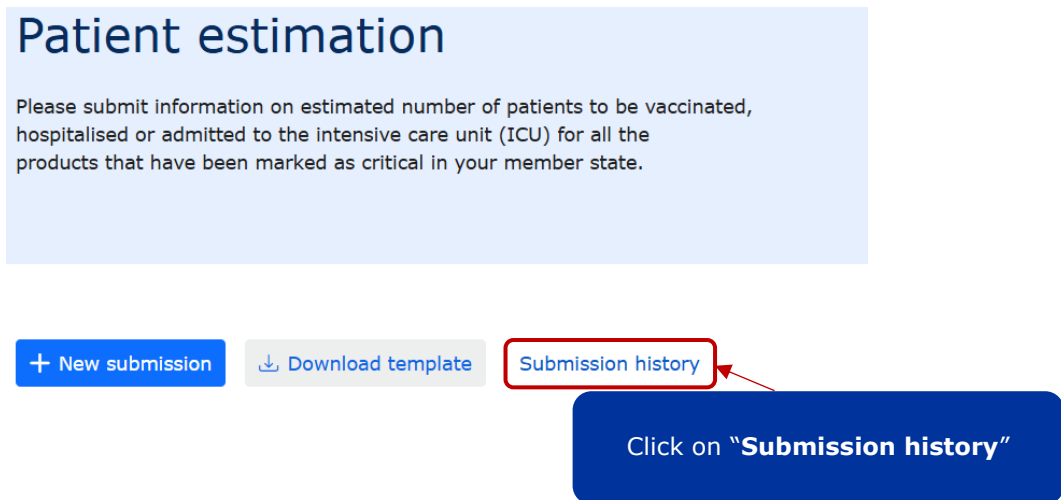 Patient estimation
Please submit information on estimated number of patients to be vaccinated,
hospitalised or admitted to the intensive care unit (ICU) for all the
products that have been marked as critical in your member state.
+ New submission
Download template
Submission history
Click on “Submission history”